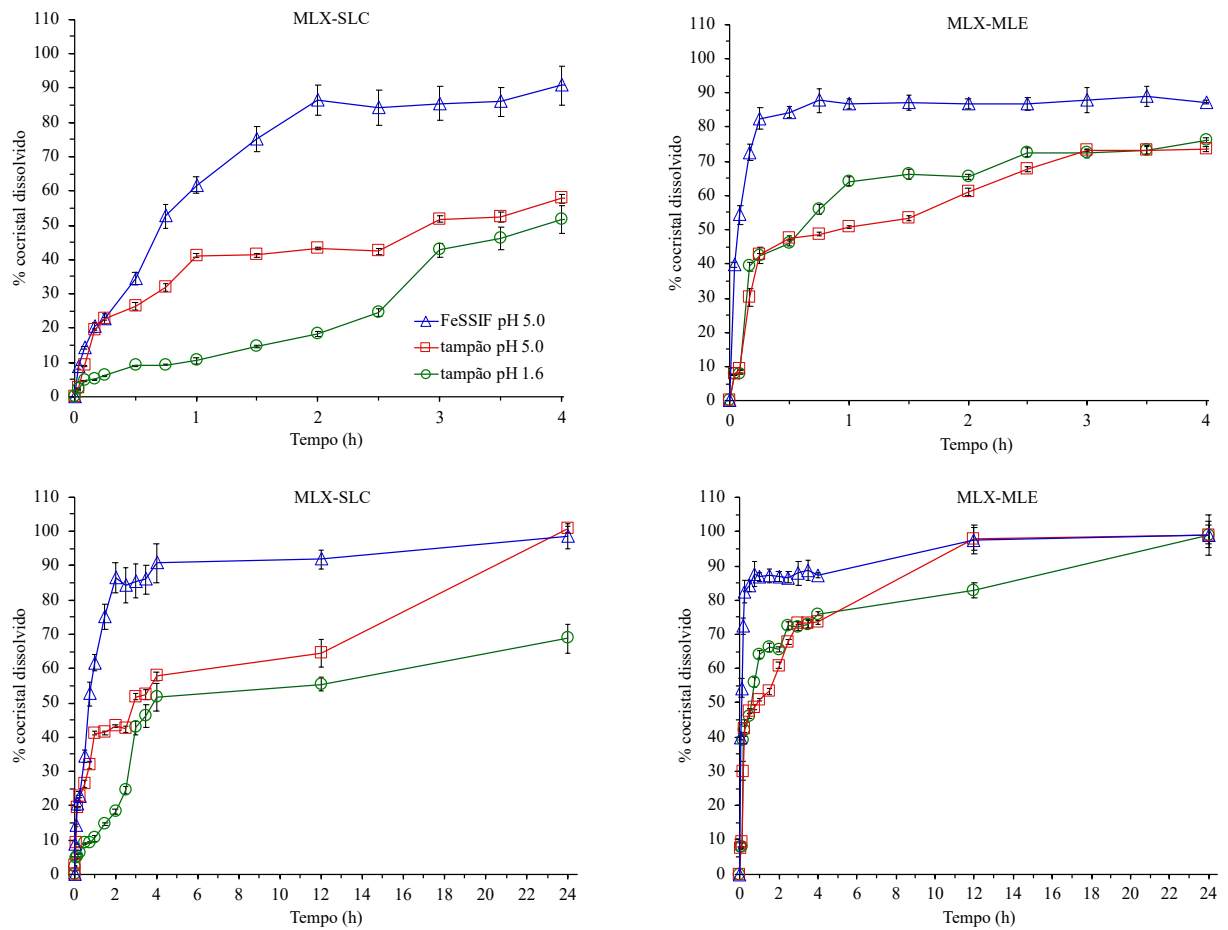 MLX-SLC
110
100
90
80
70
60
50
40
30
20
10
0
% cocristal dissolvido
FeSSIF pH 5.0
tampão pH 5.0
tampão pH 1.6
0 1 2 3 4
Tempo (h)
MLX-MLE
110
100
90
80
70
60
50
40
30
20
10
0
% cocristal dissolvido
0 1 2 3 4
Tempo (h)
MLX-SLC
110
100
90
80
70
60
50
40
30
20
10
0
% cocristal dissolvido
0 2 4 6 8 10 12 14 16 18 20 22 24
Tempo (h)
MLX-MLE
110
100
90
80
70
60
50
40
30
20
10
0
% cocristal dissolvido
0 2 4 6 8 10 12 14 16 18 20 22 24
Tempo (h)